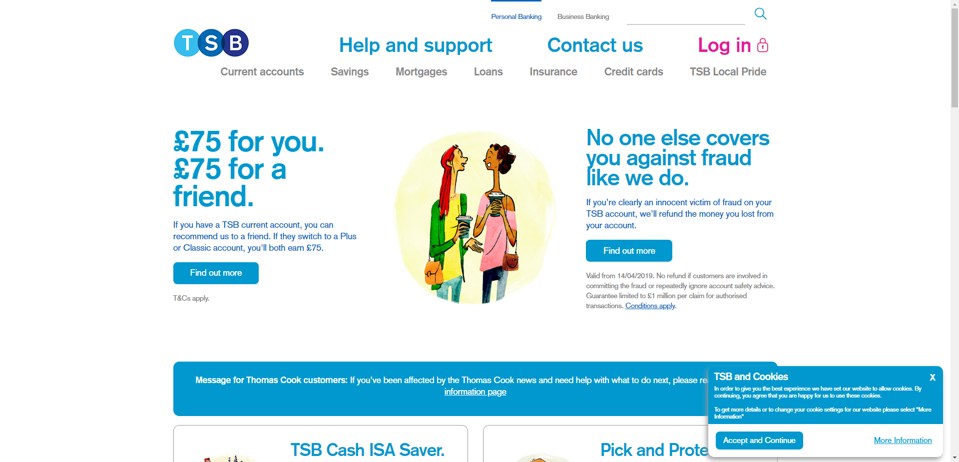 Personal Banking
Business Banking
TSB
Help and support
Contact us
Log in
Current accounts
Savings
Mortgages
Loans
Insurance
Credit cards
TSB Local Pride
£75 for you.
£75 for a
friend.
If you have a TSB current account, you can
recommend us to a friend. If they switch to a Plus
or Classic account, you'll both earn £75.
Find out more
T&Cs apply.
No one else covers
you against fraud
like we do.
If you're clearly an innocent victim of fraud on your
TSB account, we'll refund the money you lost from
your account.
Find out more
Valid from 14/04/2019. No refund if customers are involved in
committing the fraud or repeatedly ignore account safety advice.
Guarantee limited to £1 million per claim for authorised
transactions. Conditions apply.
Message for Thomas Cook customers: If you've been affected by the Thomas Cook news and need help with what to do next, please re
information page
TSB Cash ISA Saver.
Pick and Prote
TSB and Cookies
X
In order to give you the best experience we have set our website to allow cookies. By
continuing, you agree that you are happy for us to use these cookies.
To get more details or to change your cookie settings for our website please select "More
Information"
Accept and Continue
More Information